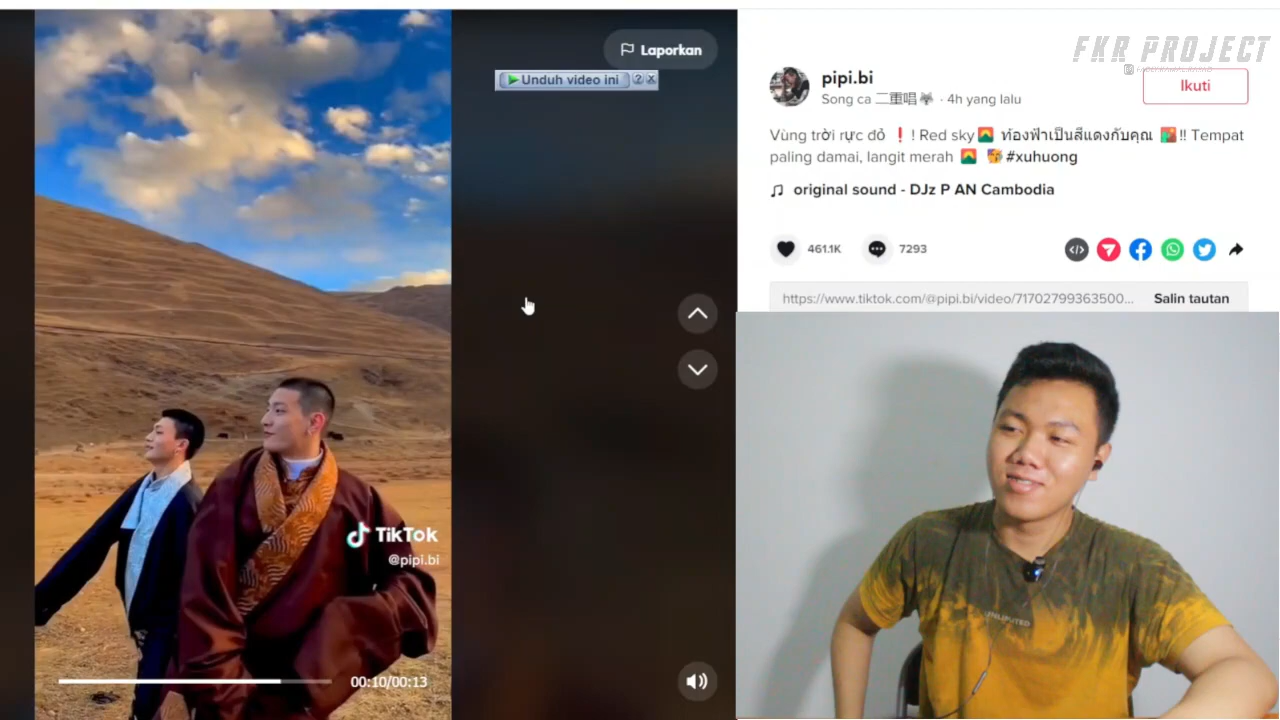 Laporkan
Unduh video ini ? X
TikTok
@pipi.bi
00:10/00:13
FKR PROJECT
pipi.bi
Song ca 二重唱 · 4h yang lalu
Ikuti
Vùng trời rực đỏ ❗ ! Red sky🌄 ท้องฟ้าเป็นสีแดงกับคุณ !! Tempat
paling damai, langit merah 🌄 #xuhuong
original sound - DJz P AN Cambodia
461.1K
7293
https://www.tiktok.com/@pipi.bi/video/71702799363500...
Salin tautan